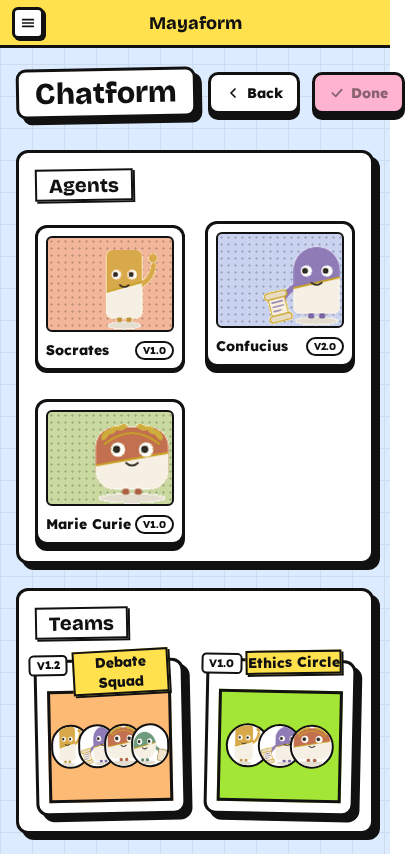 Mayaform
Chatform
Back
Done
Agents
Socrates
V1.0
Confucius
V2.0
Marie Curie
V1.0
Teams
V1.2
Debate
Squad
V1.0
Ethics Circle